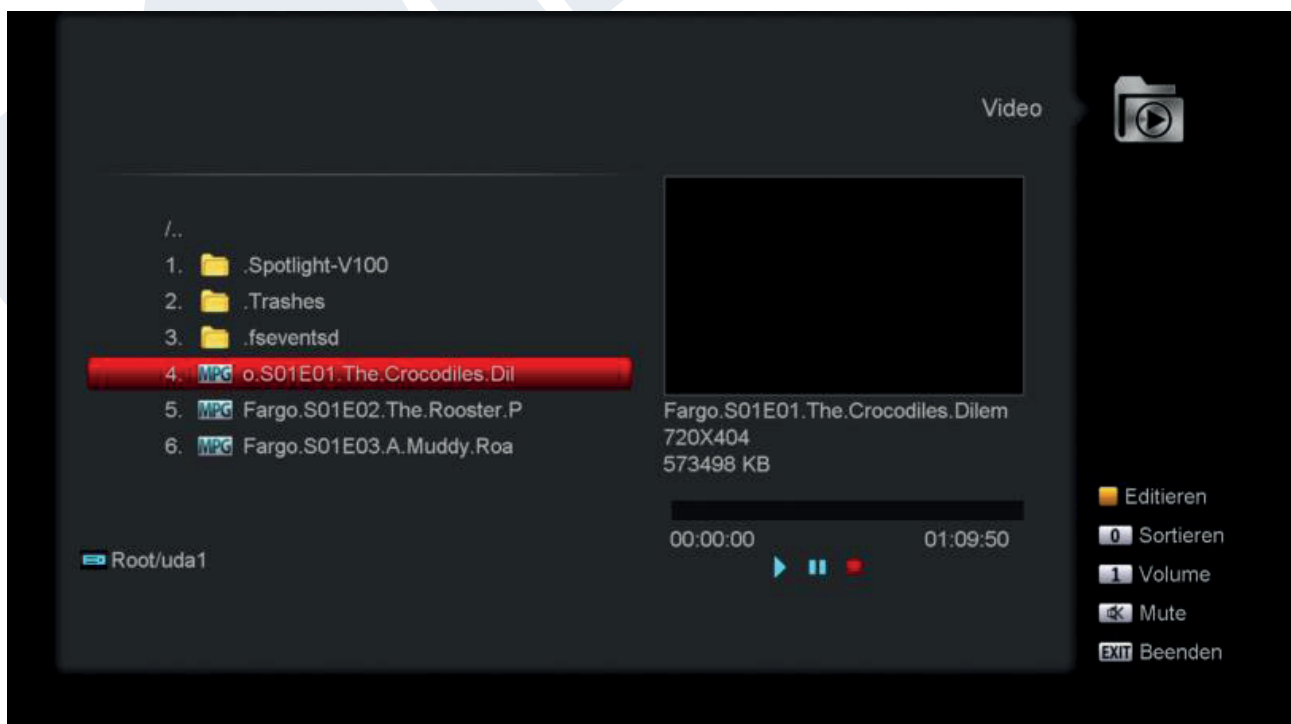 Video
/..
1. .Spotlight-V100
2. .Trashes
3. .fseventsd
4. MPG o.S01E01.The.Crocodiles.Dil
5. MPG Fargo.S01E02.The.Rooster.P
6. MPG Fargo.S01E03.A.Muddy.Roa
Fargo.S01E01.The.Crocodiles.Dilem
720X404
573498 KB
00:00:00 01:09:50
Root/uda1
Editieren
0 Sortieren
1 Volume
Mute
EXIT Beenden